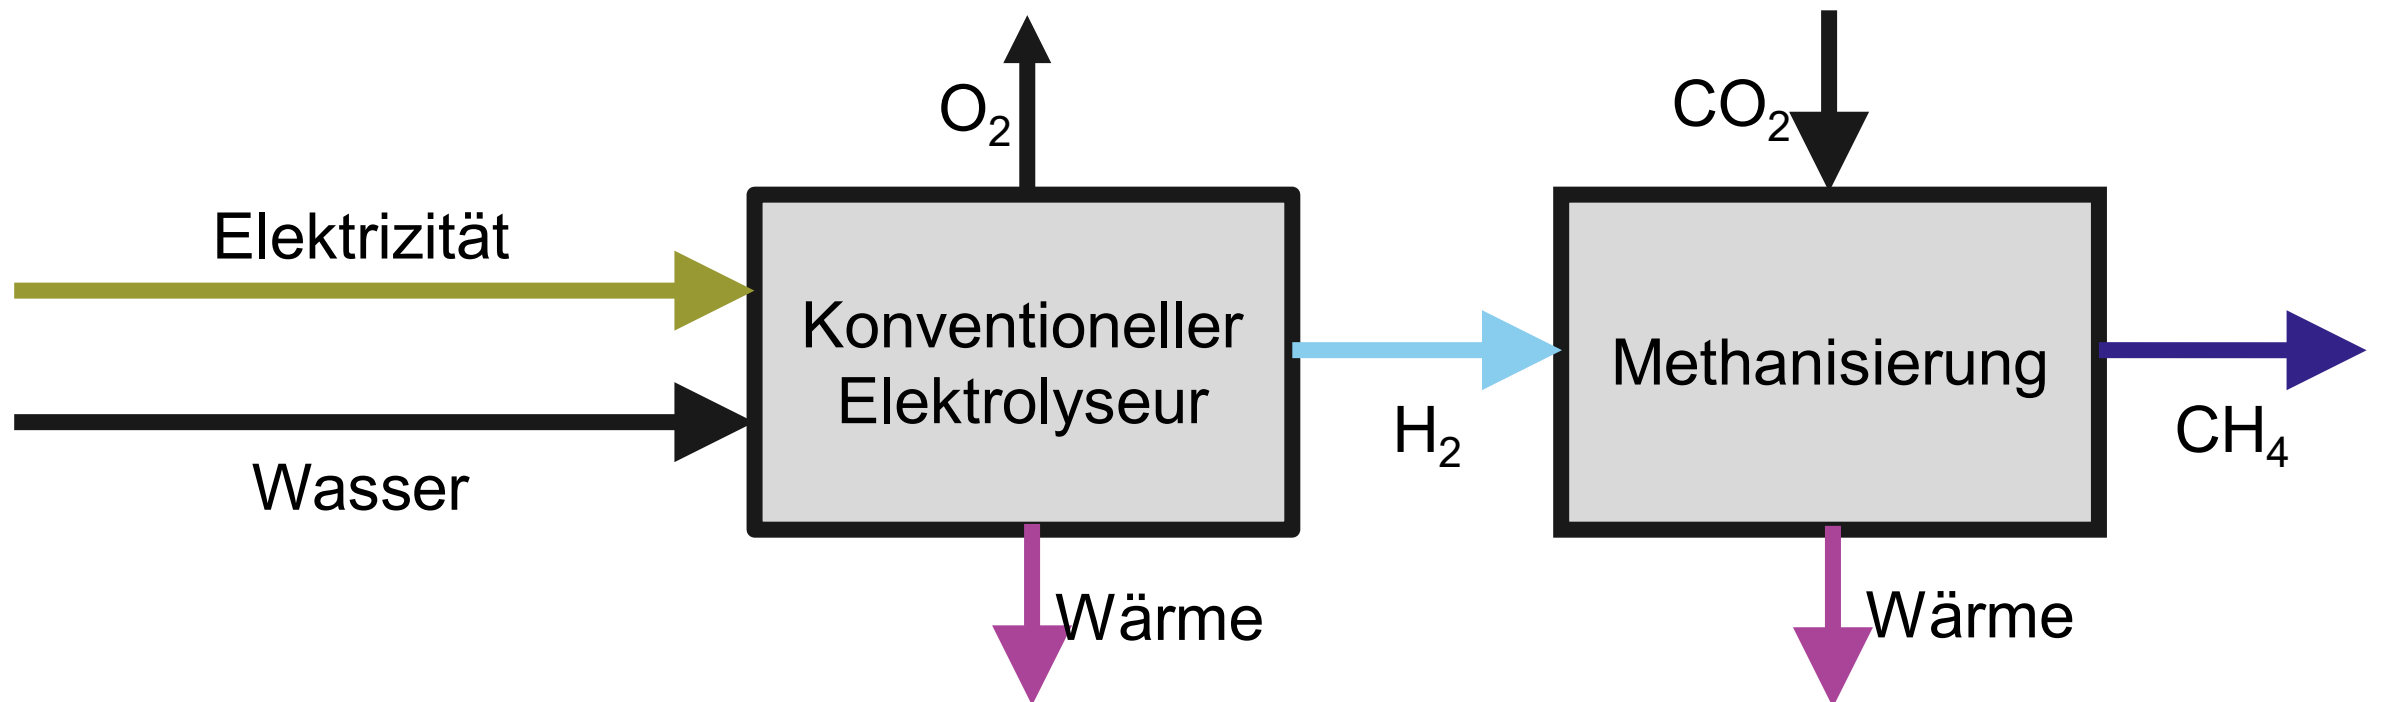 O₂
CO₂
Elektrizität
Wasser
Konventioneller
Elektrolyseur
H₂
Methanisierung
CH₄
Wärme
Wärme